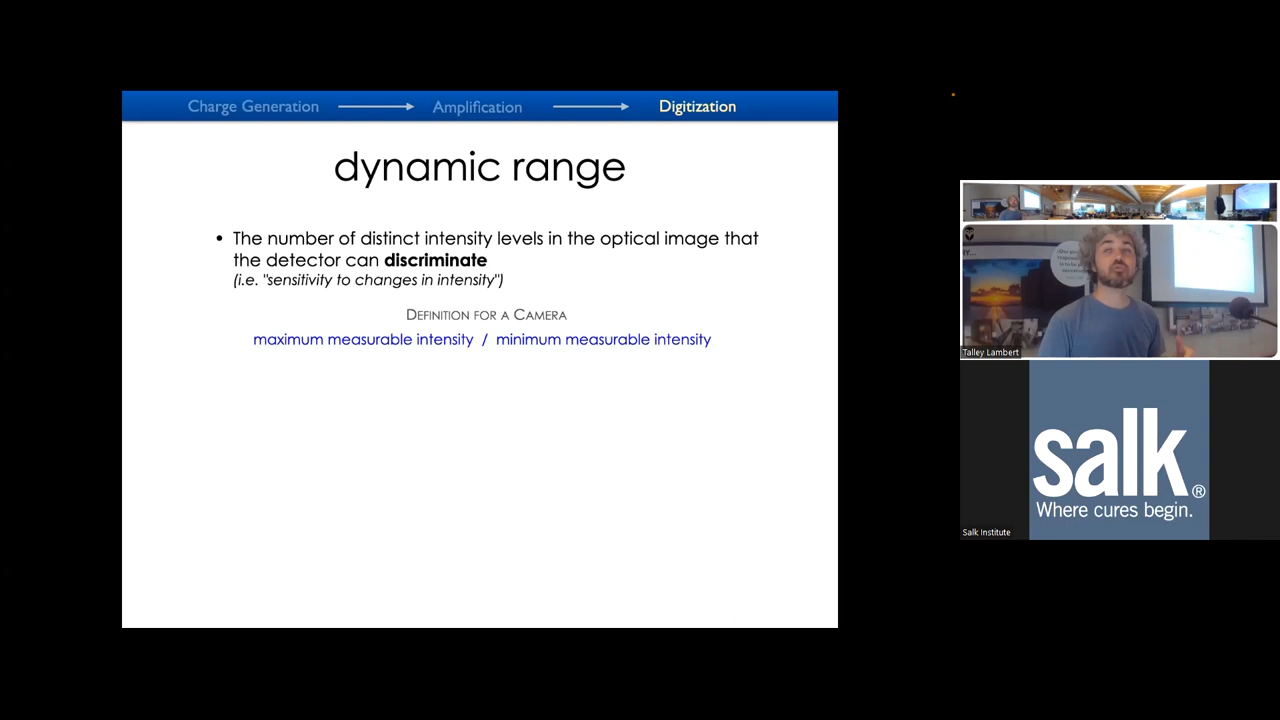 Charge Generation Amplification Digitization
dynamic range
• The number of distinct intensity levels in the optical image that
the detector can discriminate
(i.e. "sensitivity to changes in intensity")
Definition for a Camera
maximum measurable intensity / minimum measurable intensity
Talley Lambert
salk®
Where cures begin.
Salk Institute